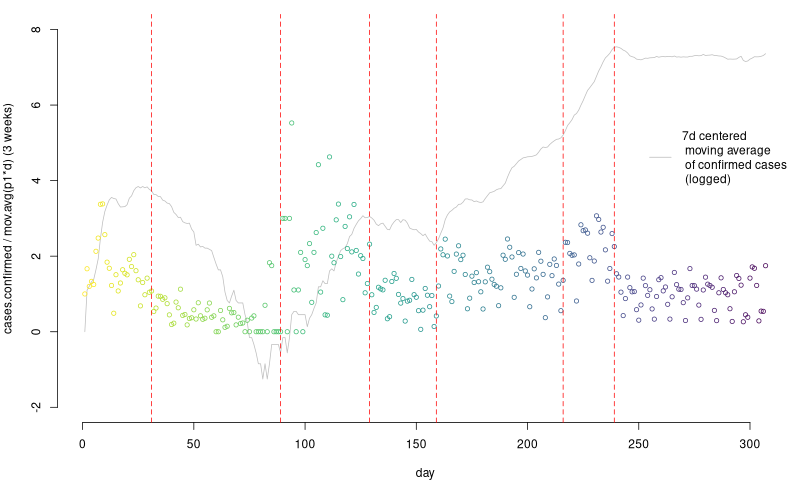 cases.confirmed / mov.avg(p1*d) (3 weeks)
8
6
4
2
0
-2
7d centered
moving average
of confirmed cases
(logged)
0
50
100
150
200
250
300
day